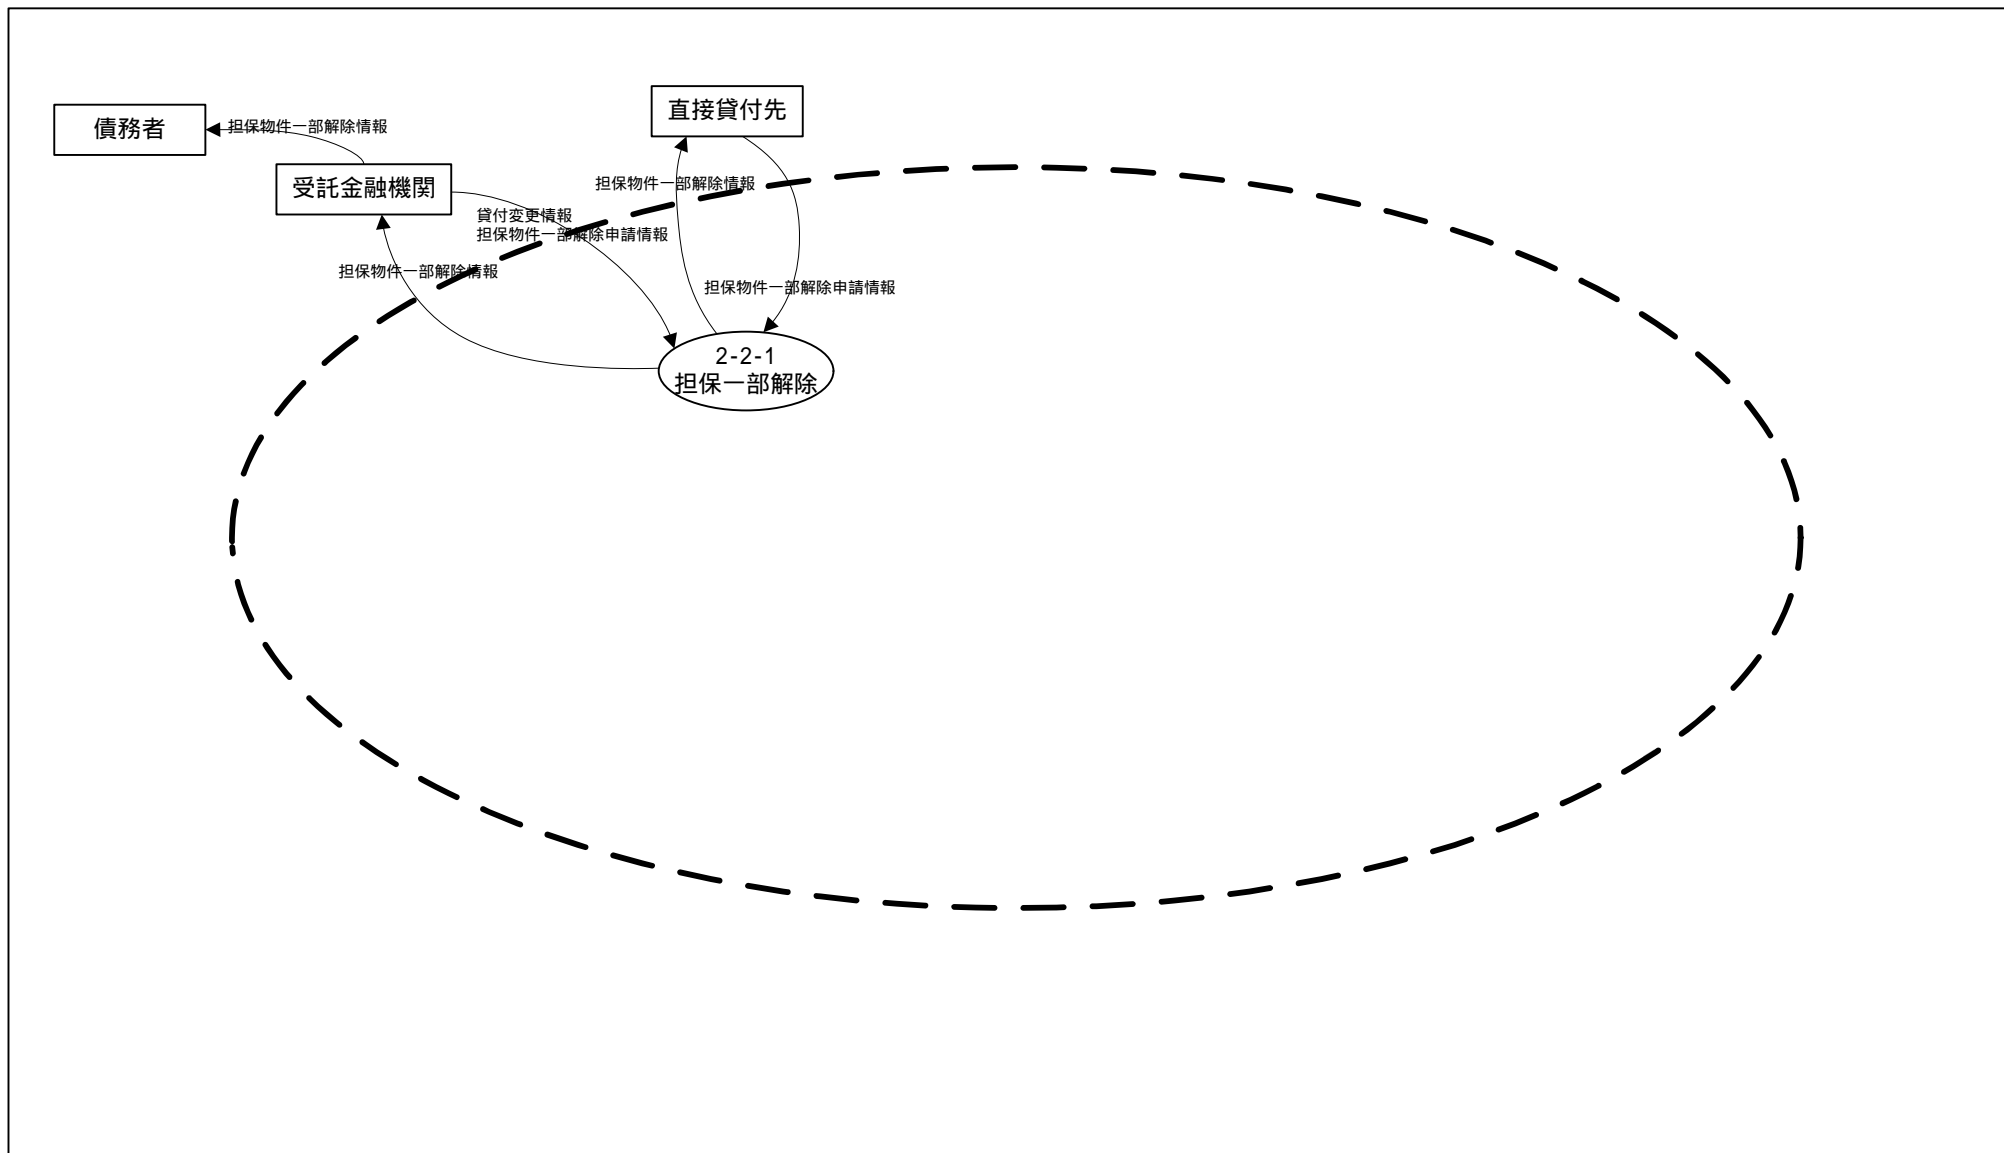 直接貸付先
債務者
担保物件一部解除情報
受託金融機関
担保物件一部解除情報
貸付変更情報
担保物件一部解除申請情報
担保物件一部解除情報
担保物件一部解除申請情報
2-2-1
担保一部解除